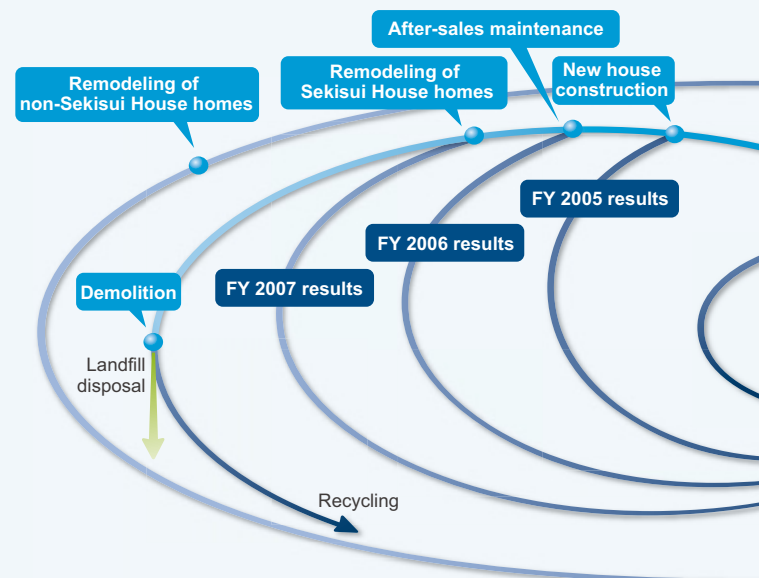 After-sales maintenance
Remodeling of
non-Sekisui House homes
Remodeling of
Sekisui House homes
New house
construction
FY 2005 results
FY 2006 results
FY 2007 results
Demolition
Landfill
disposal
Recycling